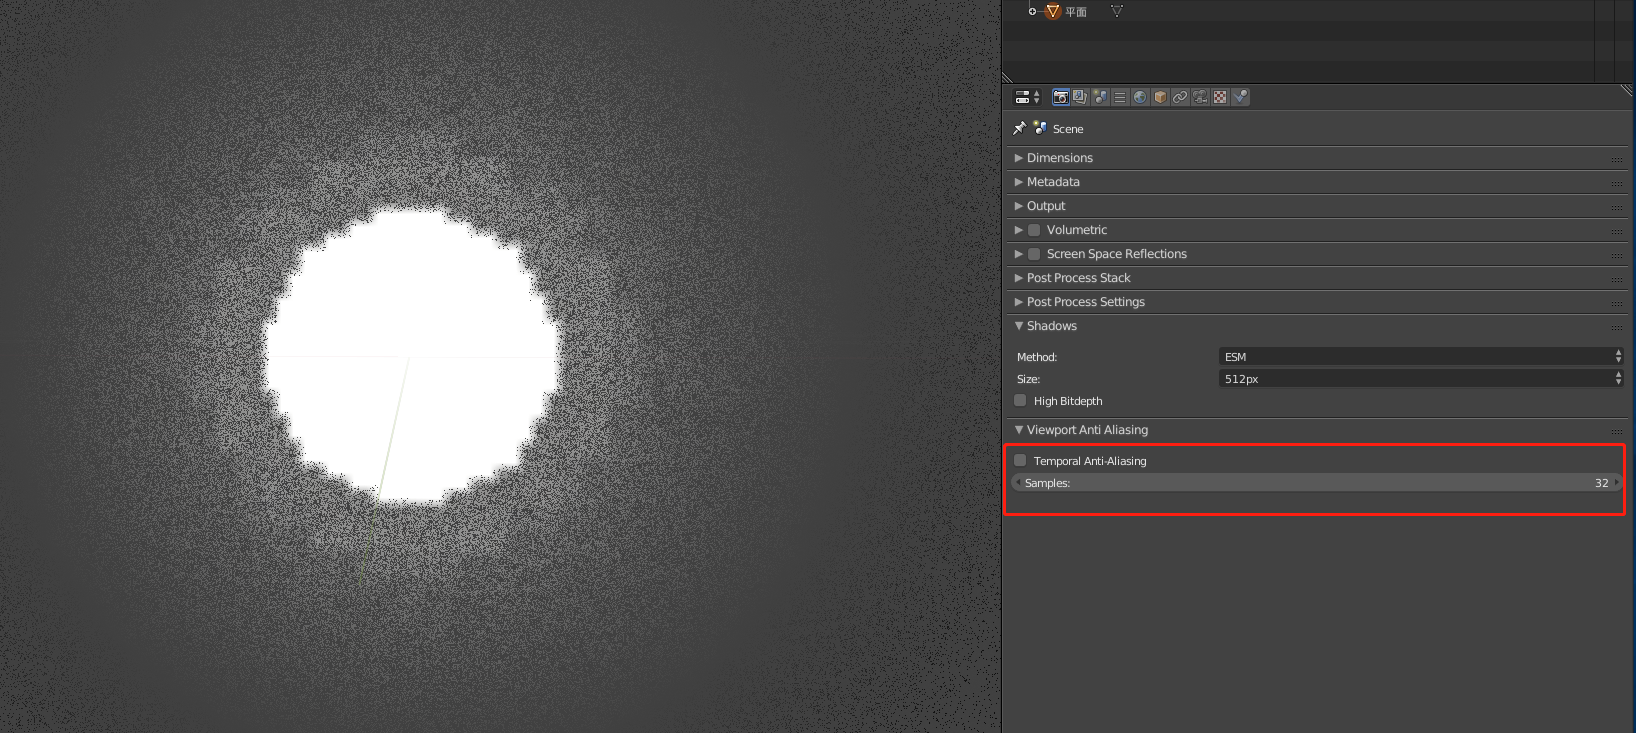 平面
Scene
Dimensions
Metadata
Output
Volumetric
Screen Space Reflections
Post Process Stack
Post Process Settings
Shadows
Method: ESM
Size: 512px
High Bitdepth
Viewport Anti Aliasing
Temporal Anti-Aliasing
Samples: 32